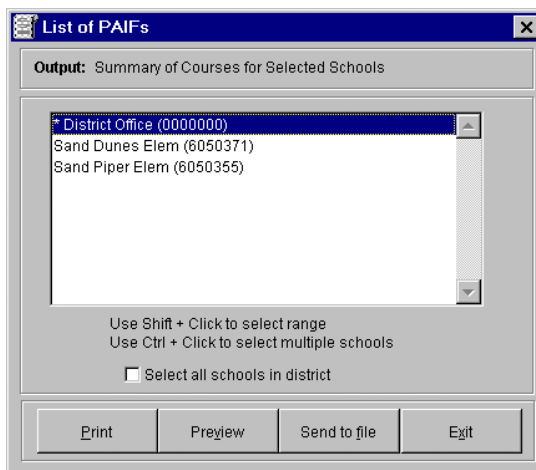 List of PAIFs
Output: Summary of Courses for Selected Schools
* District Office (0000000)
Sand Dunes Elem (6050371)
Sand Piper Elem (6050355)
Use Shift + Click to select range
Use Ctrl + Click to select multiple schools
Select all schools in district
Print Preview Send to file Exit